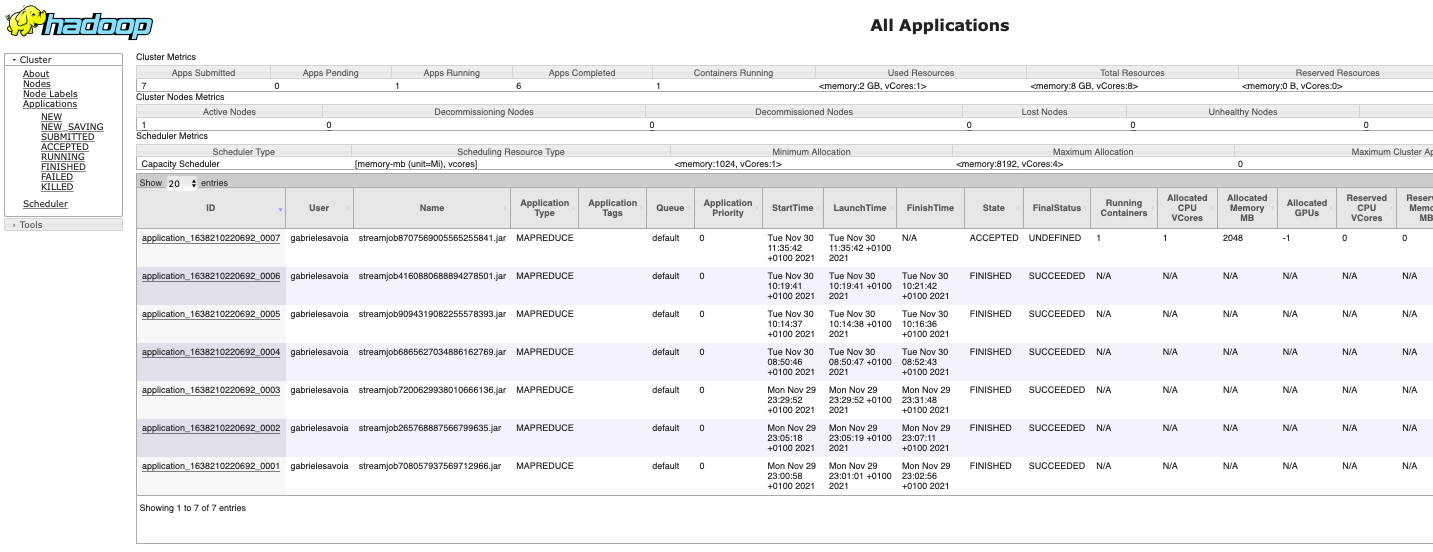 hadoop
All Applications
Cluster
About
Nodes
Node Labels
Applications
NEW
NEW_SAVING
SUBMITTED
ACCEPTED
RUNNING
FINISHED
FAILED
KILLED
Scheduler
Tools
Cluster Metrics
Apps Submitted Apps Pending Apps Running Apps Completed Containers Running Used Resources Total Resources Reserved Resources
7 0 1 6 1 <memory:2 GB, vCores:1> <memory:8 GB, vCores:8> <memory:0 B, vCores:0>
Cluster Nodes Metrics
Active Nodes Decommissioning Nodes Decommissioned Nodes Lost Nodes Unhealthy Nodes
1 0 0 0 0 0
Scheduler Metrics
Scheduler Type Scheduling Resource Type Minimum Allocation Maximum Allocation Maximum Cluster Ap
Capacity Scheduler [memory-mb (unit=Mi), vcores] <memory:1024, vCores:1> <memory:8192, vCores:4> 0
Show 20 entries
ID User Name Application Type Application Tags Queue Application Priority StartTime LaunchTime FinishTime State FinalStatus Running Containers Allocated CPU VCores Allocated Memory MB Allocated GPUs Reserved CPU VCores
application_1638210220692_0007 gabrielesavoia streamjob8707569005565255841.jar MAPREDUCE default 0 Tue Nov 30 11:35:42 +0100 2021 Tue Nov 30 11:35:42 +0100 2021 N/A ACCEPTED UNDEFINED 1 1 2048 -1 0 0
application_1638210220692_0006 gabrielesavoia streamjob4160880688894278501.jar MAPREDUCE default 0 Tue Nov 30 10:19:41 +0100 2021 Tue Nov 30 10:19:41 +0100 2021 Tue Nov 30 10:21:42 +0100 2021 FINISHED SUCCEEDED N/A N/A N/A N/A N/A N/A
application_1638210220692_0005 gabrielesavoia streamjob9094319082255578393.jar MAPREDUCE default 0 Tue Nov 30 10:14:37 +0100 2021 Tue Nov 30 10:14:38 +0100 2021 Tue Nov 30 10:16:36 +0100 2021 FINISHED SUCCEEDED N/A N/A N/A N/A N/A N/A
application_1638210220692_0004 gabrielesavoia streamjob6865627034886162769.jar MAPREDUCE default 0 Tue Nov 30 08:50:46 +0100 2021 Tue Nov 30 08:50:47 +0100 2021 Tue Nov 30 08:52:43 +0100 2021 FINISHED SUCCEEDED N/A N/A N/A N/A N/A N/A
application_1638210220692_0003 gabrielesavoia streamjob7200629938010666136.jar MAPREDUCE default 0 Mon Nov 29 23:29:52 +0100 2021 Mon Nov 29 23:29:52 +0100 2021 Mon Nov 29 23:31:48 +0100 2021 FINISHED SUCCEEDED N/A N/A N/A N/A N/A N/A
application_1638210220692_0002 gabrielesavoia streamjob265768887566799635.jar MAPREDUCE default 0 Mon Nov 29 23:05:18 +0100 2021 Mon Nov 29 23:05:19 +0100 2021 Mon Nov 29 23:07:11 +0100 2021 FINISHED SUCCEEDED N/A N/A N/A N/A N/A N/A
application_1638210220692_0001 gabrielesavoia streamjob708057937569712966.jar MAPREDUCE default 0 Mon Nov 29 23:00:58 +0100 2021 Mon Nov 29 23:01:01 +0100 2021 Mon Nov 29 23:02:56 +0100 2021 FINISHED SUCCEEDED N/A N/A N/A N/A N/A N/A
Showing 1 to 7 of 7 entries